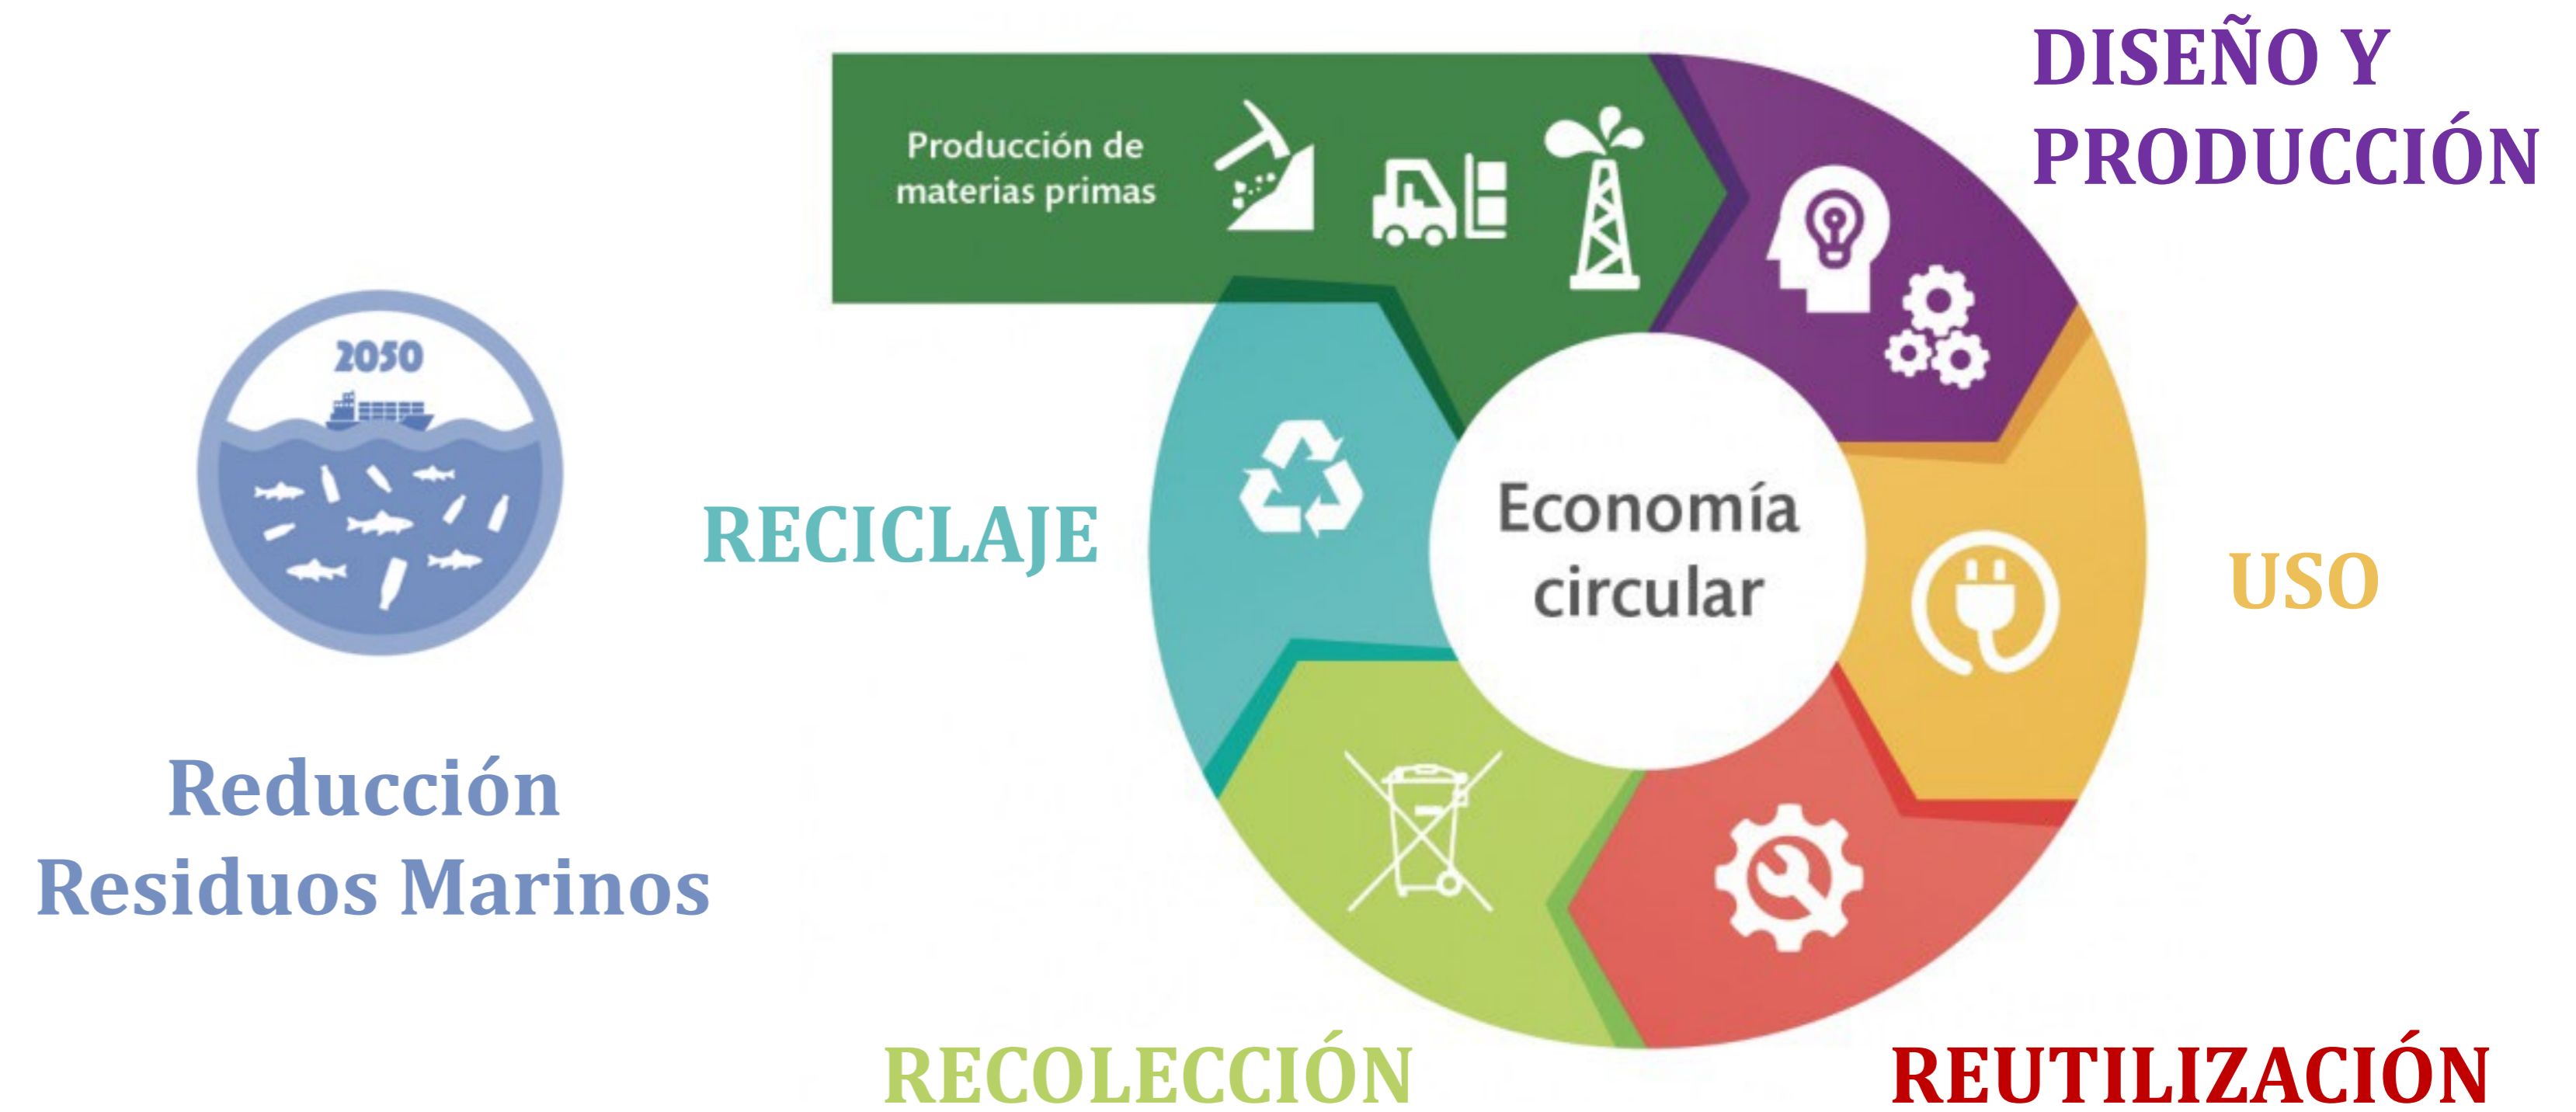 DISEÑO Y
PRODUCCIÓN
Producción de
materias primas
2050
Economía
circular
RECICLAJE
USO
Reducción
Residuos Marinos
RECOLECCIÓN
REUTILIZACIÓN